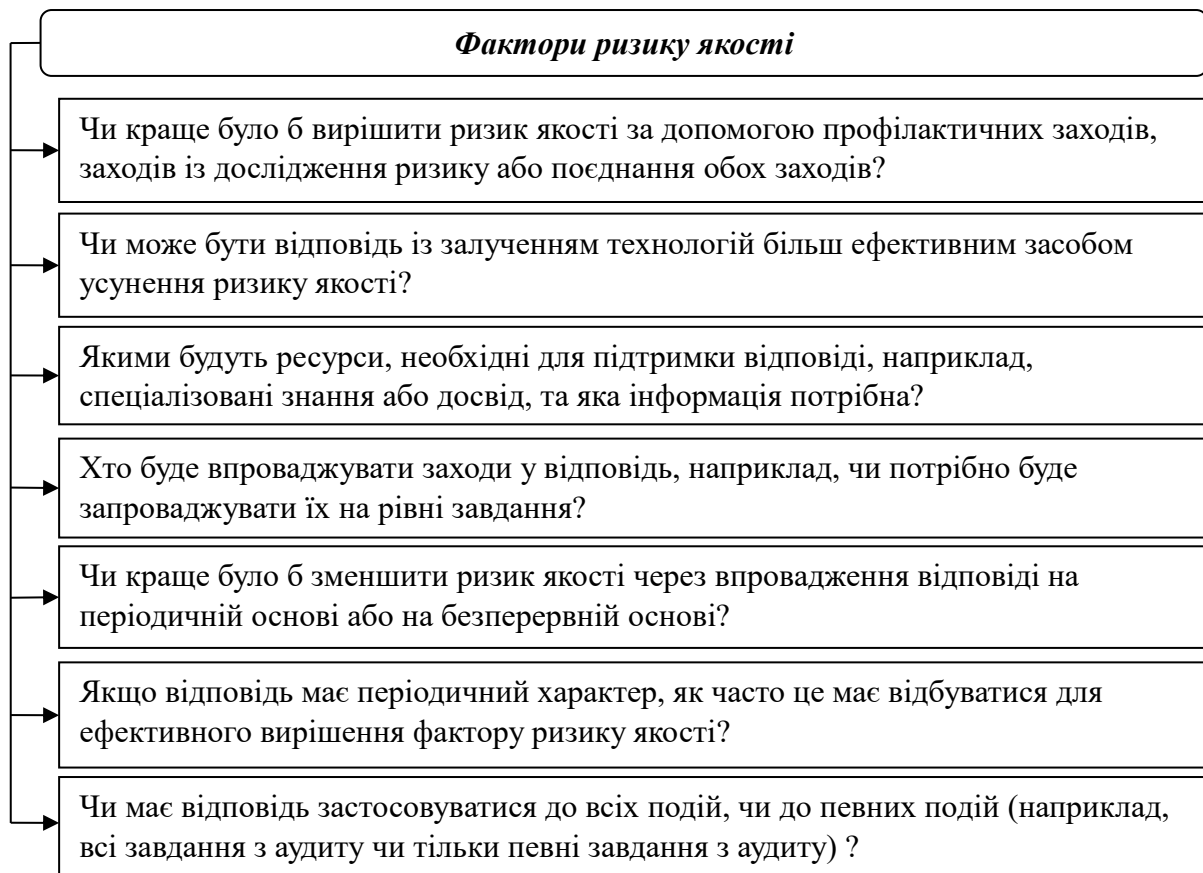 Фактори ризику якості
Чи краще було б вирішити ризик якості за допомогою профілактичних заходів,
заходів із дослідження ризику або поєднання обох заходів?
Чи може бути відповідь із залученням технологій більш ефективним засобом
усунення ризику якості?
Якими будуть ресурси, необхідні для підтримки відповіді, наприклад,
спеціалізовані знання або досвід, та яка інформація потрібна?
Хто буде впроваджувати заходи у відповідь, наприклад, чи потрібно буде
запроваджувати їх на рівні завдання?
Чи краще було б зменшити ризик якості через впровадження відповіді на
періодичній основі або на безперервній основі?
Якщо відповідь має періодичний характер, як часто це має відбуватися для
ефективного вирішення фактору ризику якості?
Чи має відповідь застосовуватися до всіх подій, чи до певних подій (наприклад,
всі завдання з аудиту чи тільки певні завдання з аудиту) ?